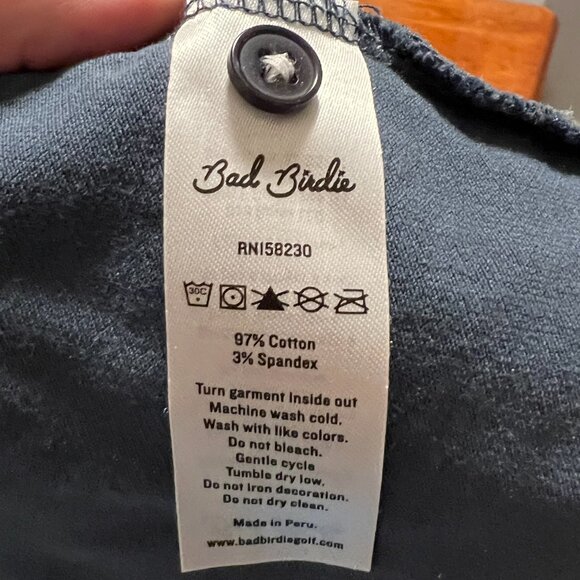 Bad Birdie
RN158230
30C
97% Cotton
3% Spandex
Turn garment inside out
Machine wash cold.
Wash with like colors.
Do not bleach.
Gentle cycle
Tumble dry low.
Do not iron decoration.
Do not dry clean.
Made in Peru.
www.badbirdiegolf.com